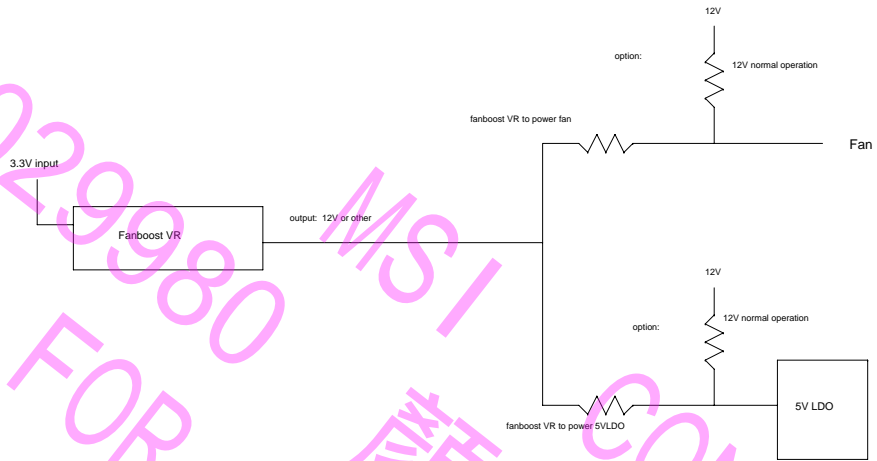 12V
option:
12V normal operation
fanboost VR to power fan
Fan
3.3V input
Fanboost VR
output: 12V or other
12V
12V normal operation
option:
5V LDO
fanboost VR to power 5VLDO
029980
MSI
FOR